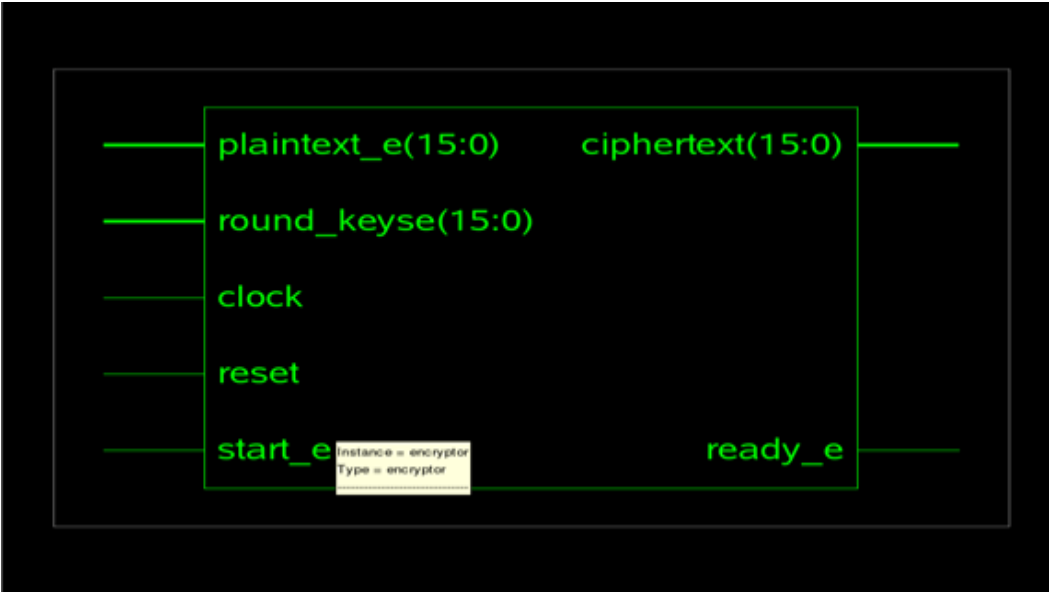 plaintext_e(15:0)
ciphertext(15:0)
round_keyse(15:0)
clock
reset
start_e
Instance = encryptor
Type = encryptor
ready_e